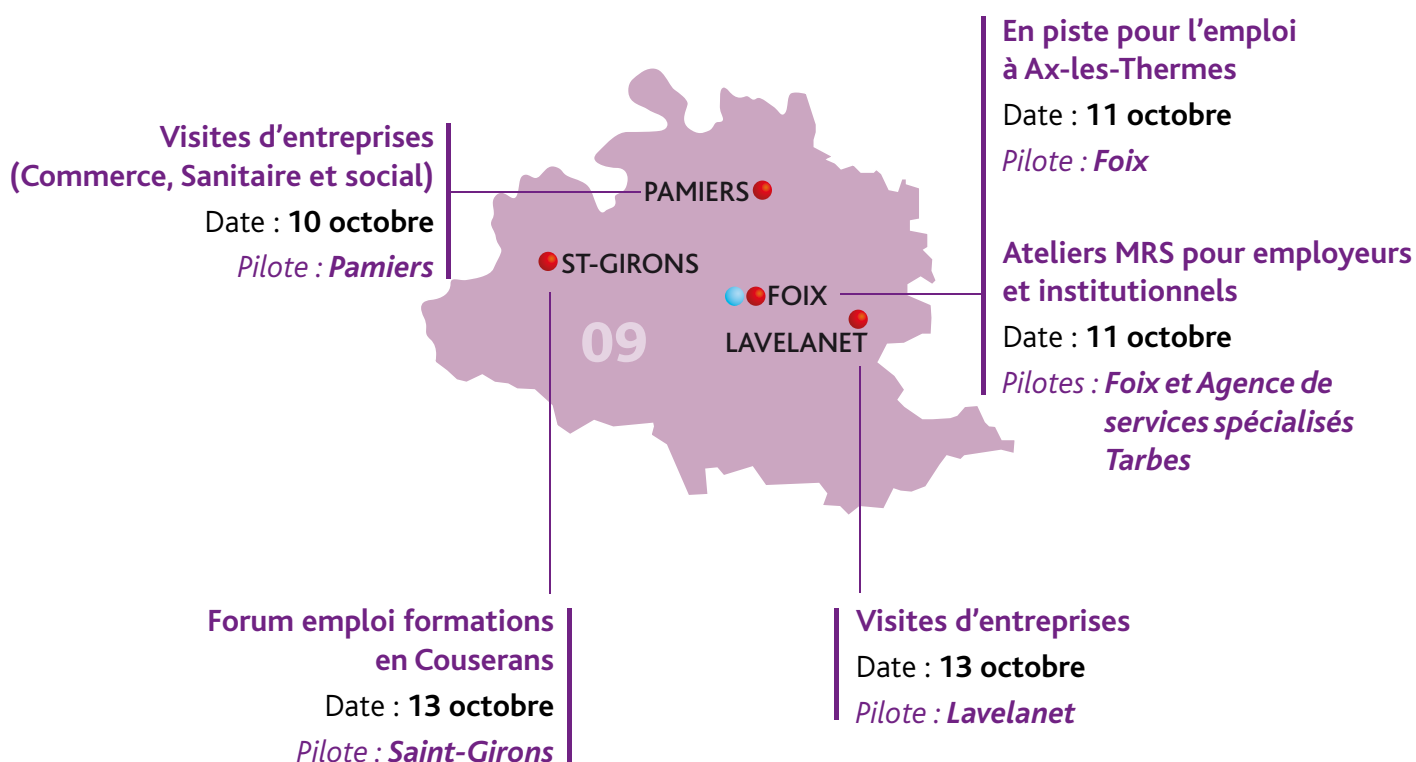 En piste pour l'emploi
à Ax-les-Thermes
Date : 11 octobre
Pilote : Foix
Visites d'entreprises
(Commerce, Sanitaire et social)
Date : 10 octobre
Pilote : Pamiers
PAMIERS
ST-GIRONS
FOIX
LAVELANET
09
Ateliers MRS pour employeurs
et institutionnels
Date : 11 octobre
Pilotes : Foix et Agence de
services spécialisés
Tarbes
Forum emploi formations
en Couserans
Date : 13 octobre
Pilote : Saint-Girons
Visites d'entreprises
Date : 13 octobre
Pilote : Lavelanet